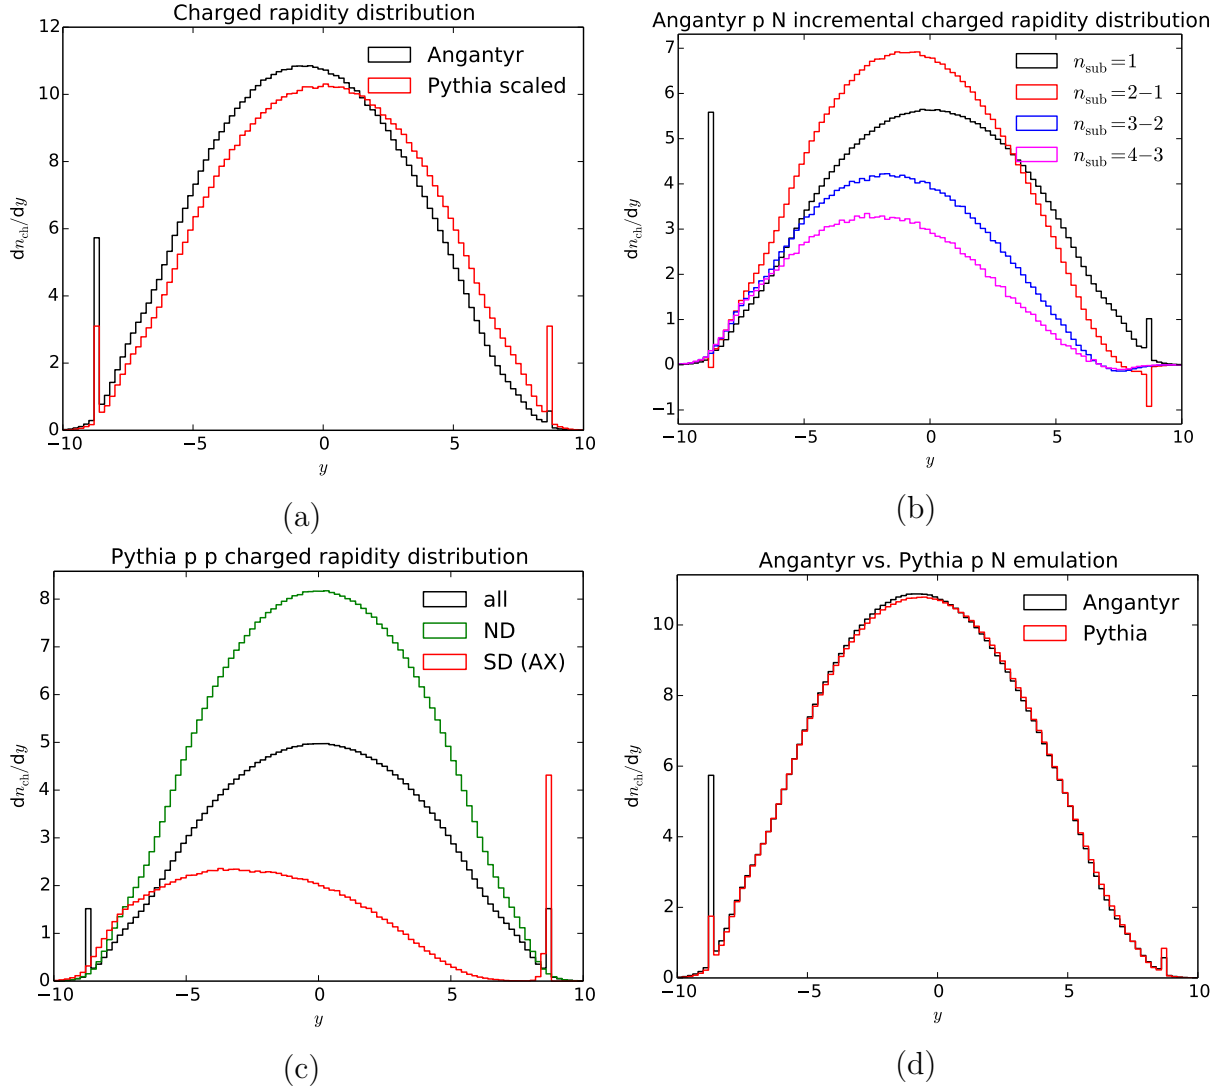 Charged rapidity distribution
12
10
8
6
4
2
0
−10
−5
0
5
10
dn_ch/dy
y
Angantyr
Pythia scaled
(a)
Angantyr p N incremental charged rapidity distribution
7
6
5
4
3
2
1
0
−1
−10
−5
0
5
10
dn_ch/dy
y
n_sub=1
n_sub=2−1
n_sub=3−2
n_sub=4−3
(b)
Pythia p p charged rapidity distribution
8
7
6
5
4
3
2
1
0
−10
−5
0
5
10
dn_ch/dy
y
all
ND
SD (AX)
(c)
Angantyr vs. Pythia p N emulation
10
8
6
4
2
0
−10
−5
0
5
10
dn_ch/dy
y
Angantyr
Pythia
(d)